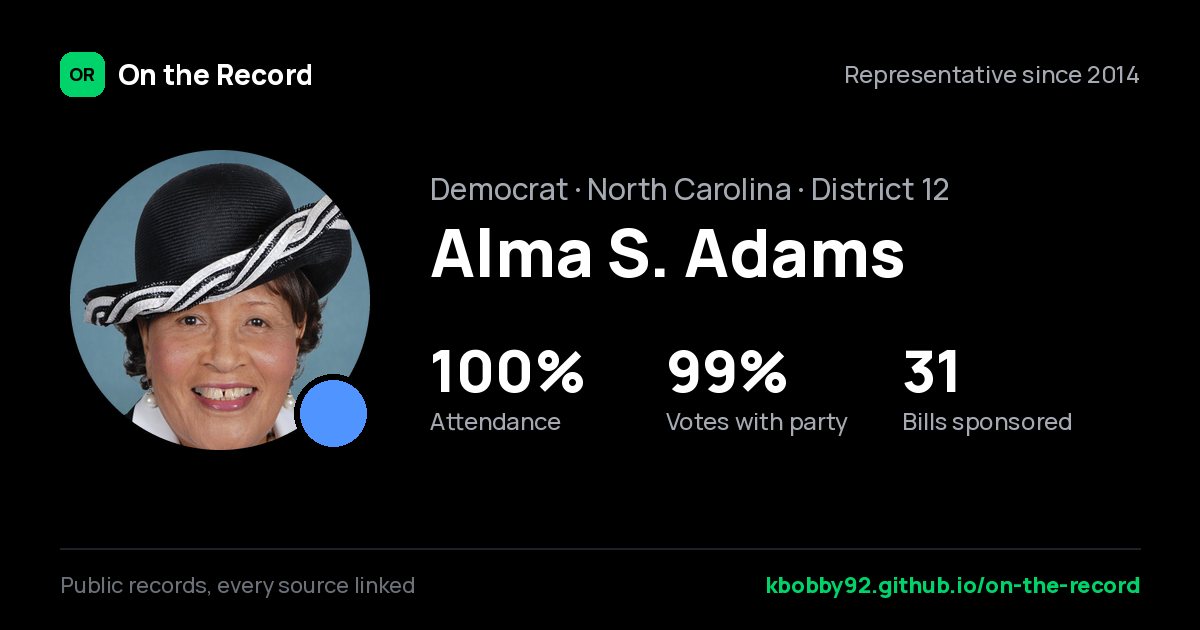 OR
On the Record
Representative since 2014
Democrat · North Carolina · District 12
Alma S. Adams
100%
99%
31
Attendance
Votes with party
Bills sponsored
Public records, every source linked
kbobby92.github.io/on-the-record